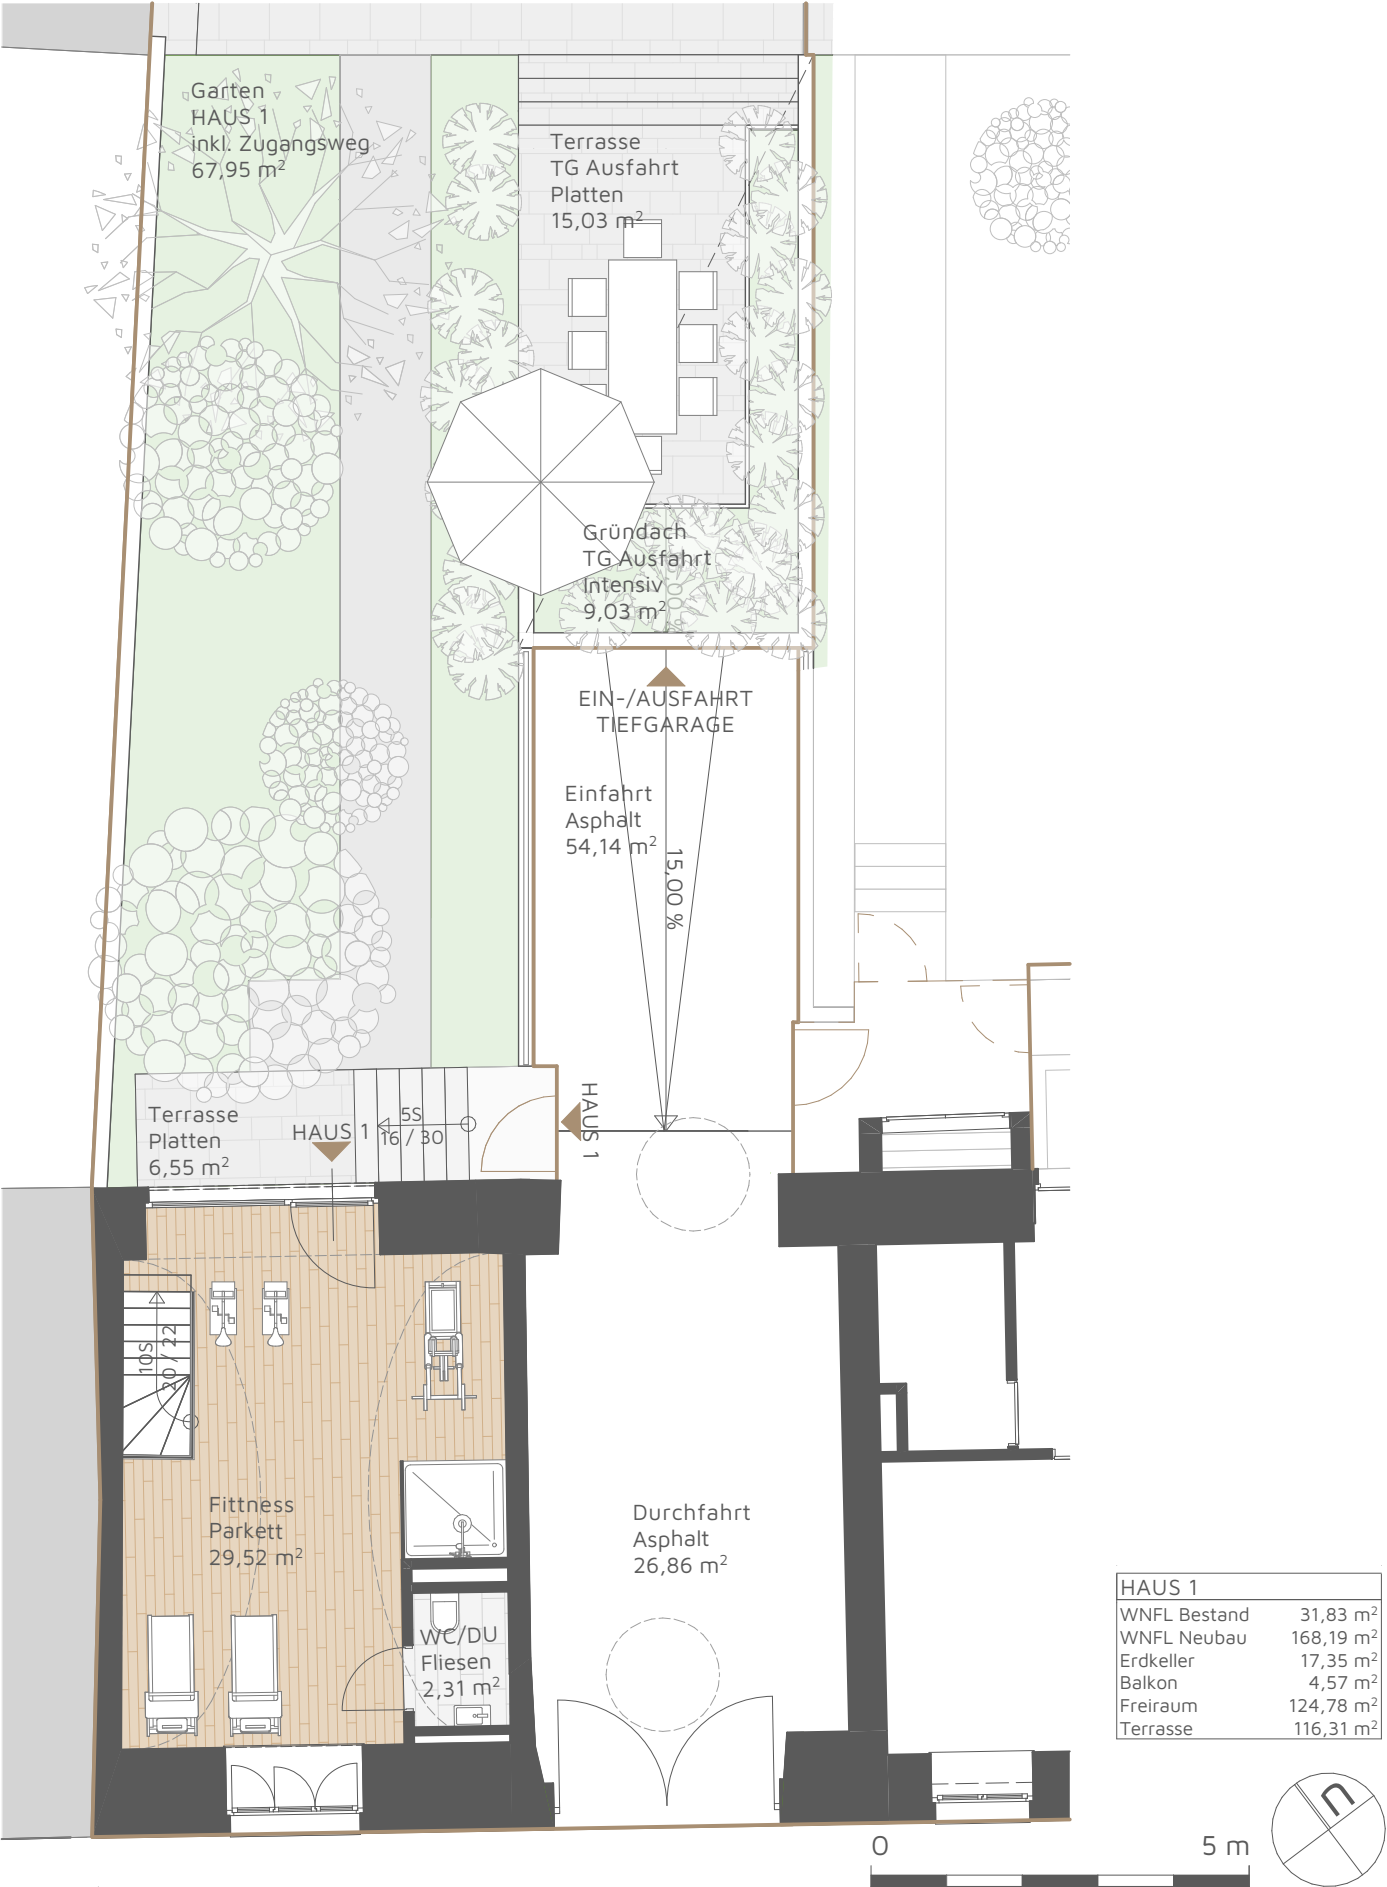 Garten
HAUS 1
inkl. Zugangsweg
67,95 m²
Terrasse
TG Ausfahrt
Platten
15,03 m²
Gründach
TG Ausfahrt
Intensiv
9,03 m²
EIN-/AUSFAHRT
TIEFGARAGE
Einfahrt
Asphalt
54,14 m²
15,00 %
Terrasse
Platten
6,55 m²
HAUS 1
5S
16 / 30
HAUS 1
10S
20 / 22
Fittness
Parkett
29,52 m²
Durchfahrt
Asphalt
26,86 m²
WC/DU
Fliesen
2,31 m²
HAUS 1
WNFL Bestand 31,83 m²
WNFL Neubau 168,19 m²
Erdkeller 17,35 m²
Balkon 4,57 m²
Freiraum 124,78 m²
Terrasse 116,31 m²
n
0 5 m